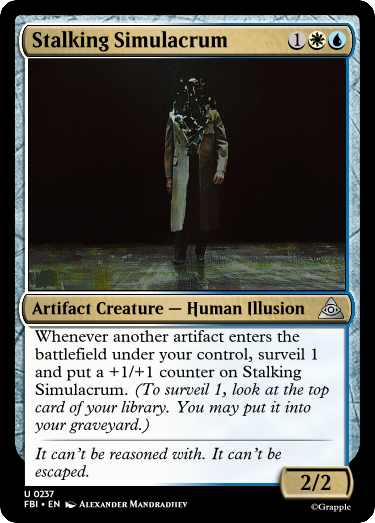 Stalking Simulacrum 1
Artifact Creature — Human Illusion
Whenever another artifact enters the
battlefield under your control, surveil 1
and put a +1/+1 counter on Stalking
Simulacrum. (To surveil 1, look at the top
card of your library. You may put it into
your graveyard.)
It can't be reasoned with. It can't be
escaped.
2/2
U 0237
FBI • EN Alexander Mandradjiev
©Grapple